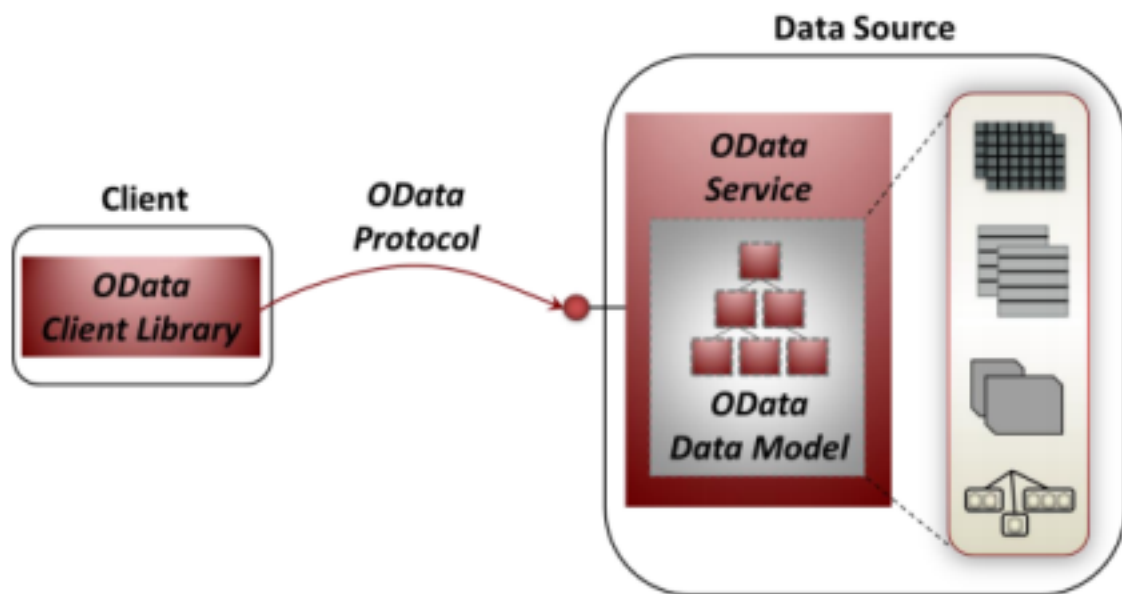 Data Source
OData
Service
Client
OData
Protocol
OData
Client Library
OData
Data Model